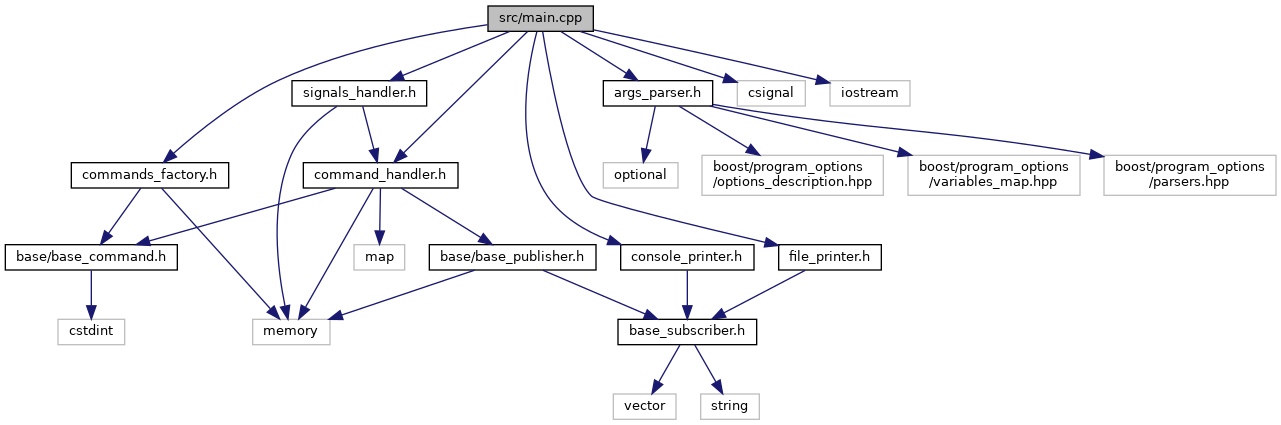 src/main.cpp
signals_handler.h
args_parser.h
csignal
iostream
commands_factory.h
command_handler.h
optional
boost/program_options
/options_description.hpp
boost/program_options
/variables_map.hpp
boost/program_options
/parsers.hpp
base/base_command.h
map
base/base_publisher.h
console_printer.h
file_printer.h
cstdint
memory
base_subscriber.h
vector
string